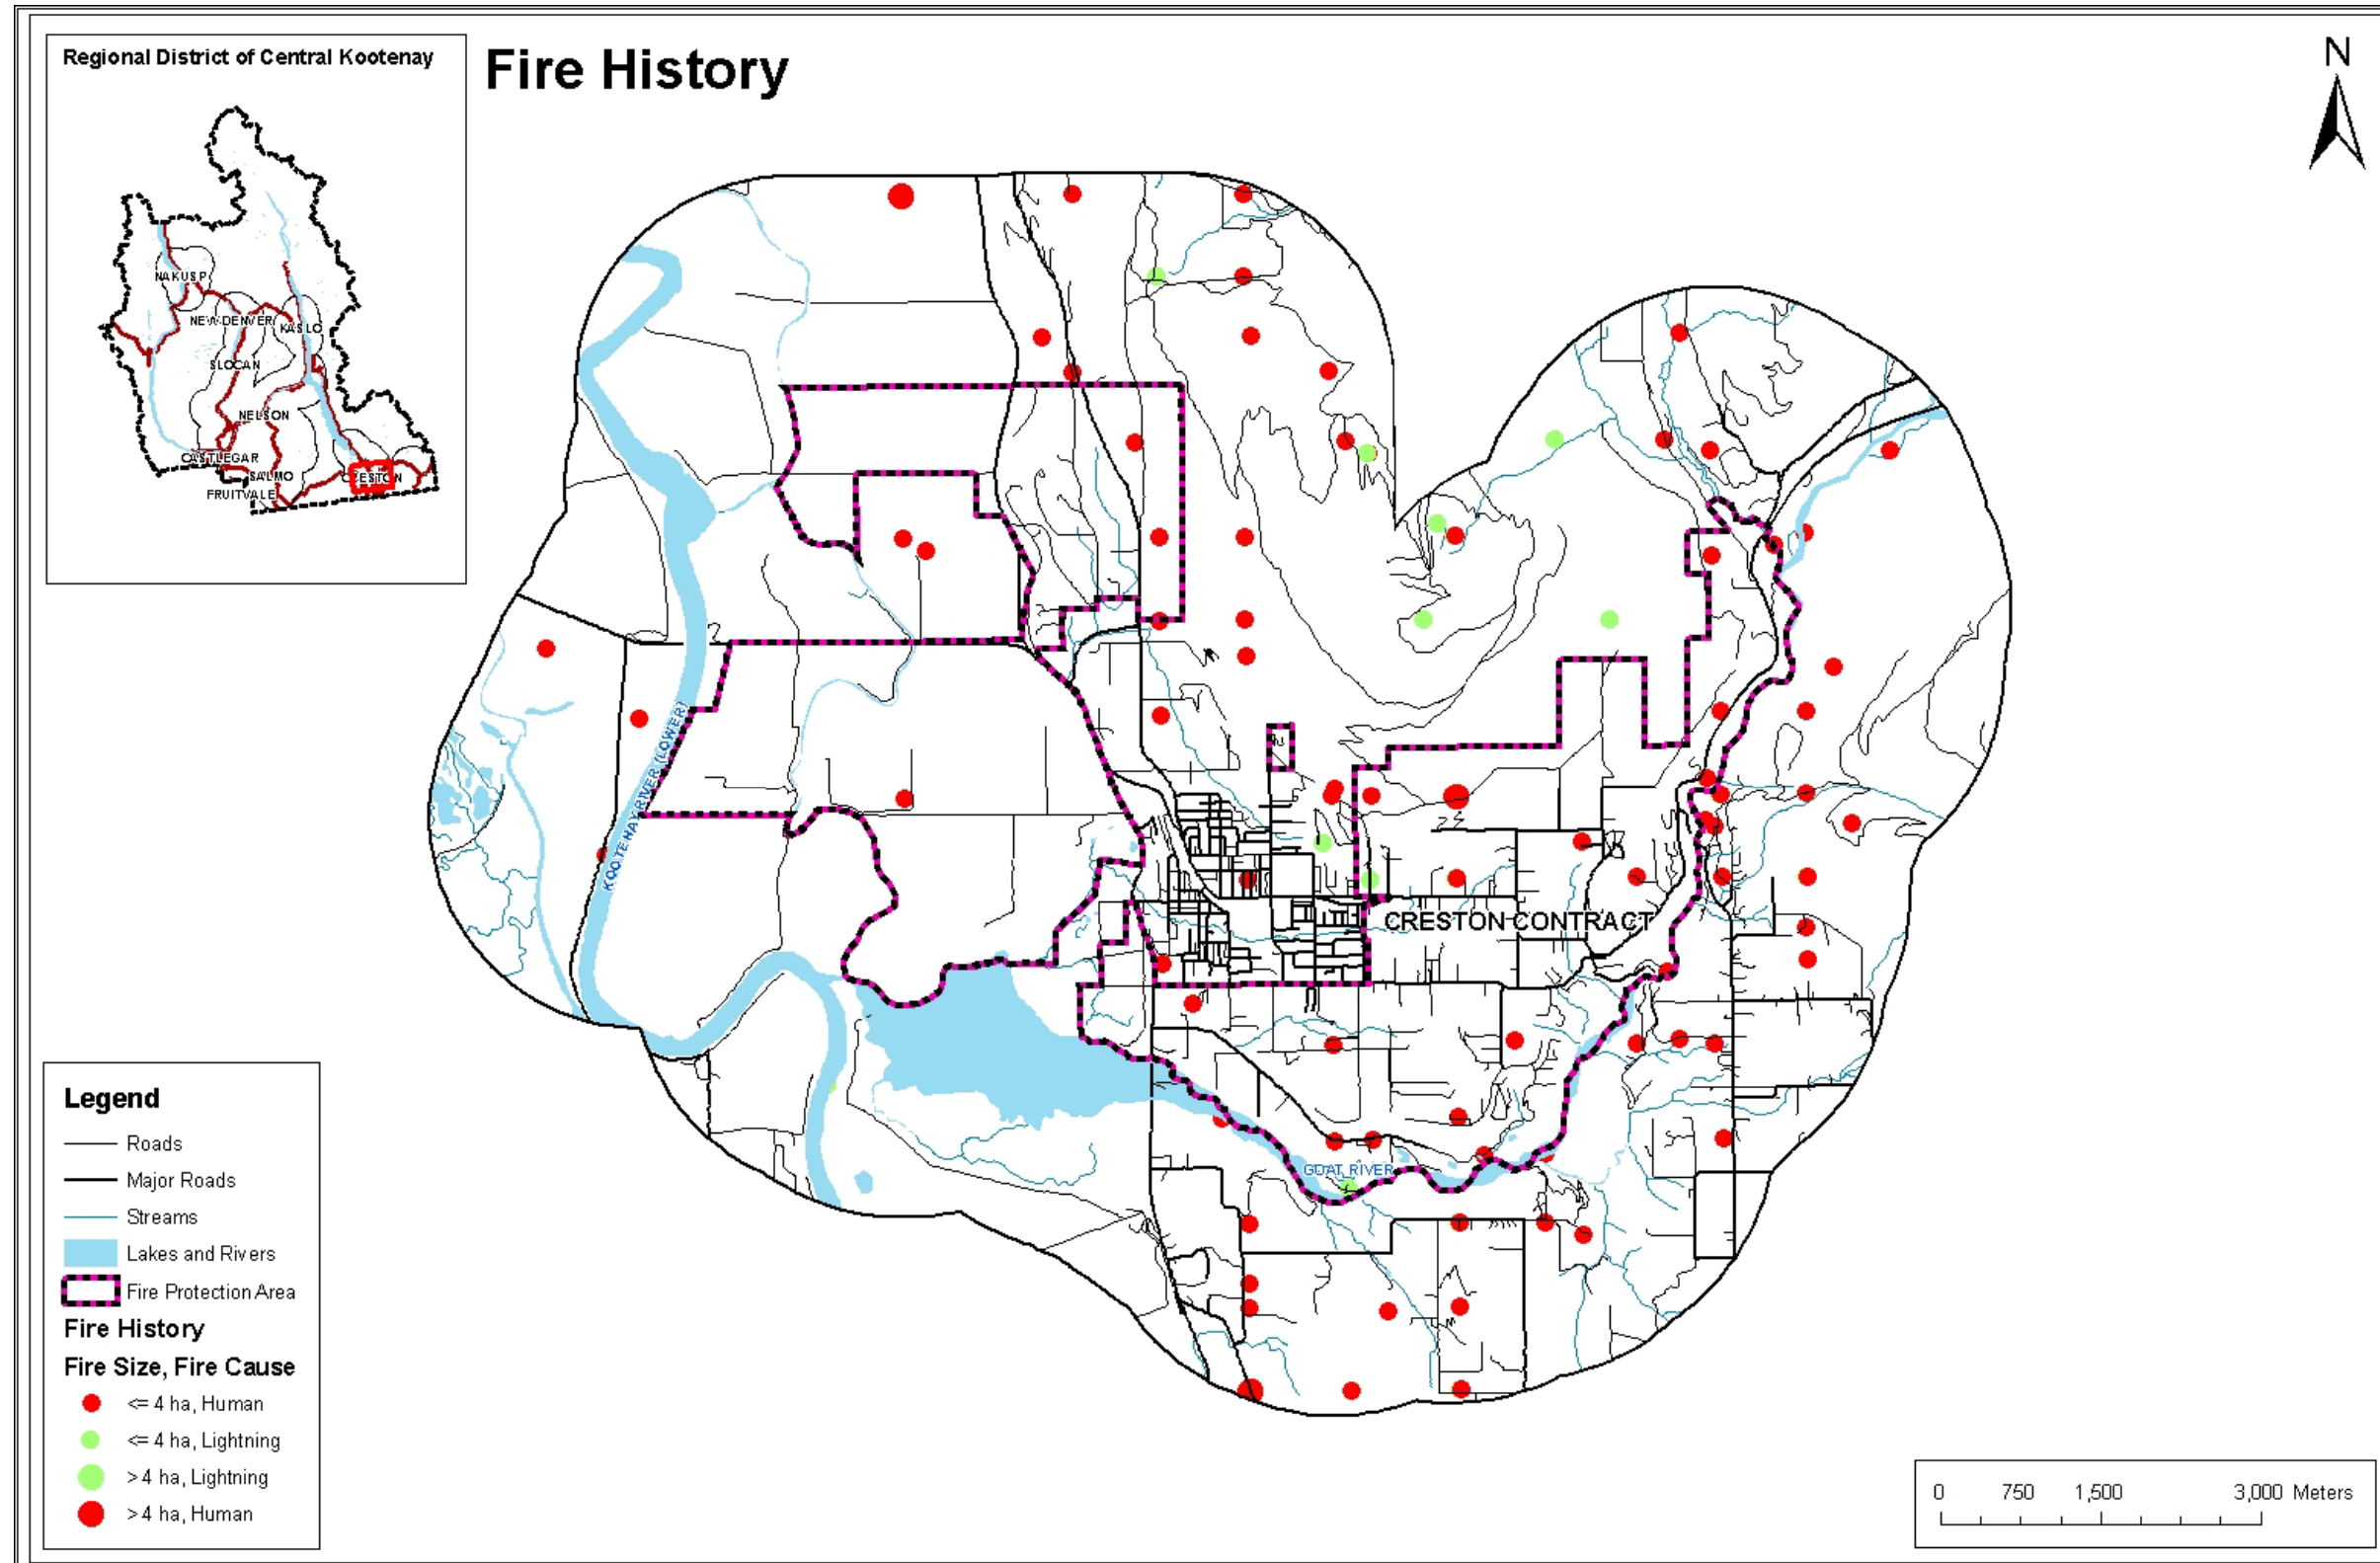 Regional District of Central Kootenay
Fire History
N
NAKUSP
NEW DENVER
KASLO
SLOCAN
NELSON
CASTLEGAR
SALMO
CRESTON
FRUITVALE
KOOTENAY RIVER (LOWER)
CRESTON CONTRACT
GOAT RIVER
Legend
Roads
Major Roads
Streams
Lakes and Rivers
Fire Protection Area
Fire History
Fire Size, Fire Cause
<= 4 ha, Human
<= 4 ha, Lightning
> 4 ha, Lightning
> 4 ha, Human
0 750 1,500 3,000 Meters